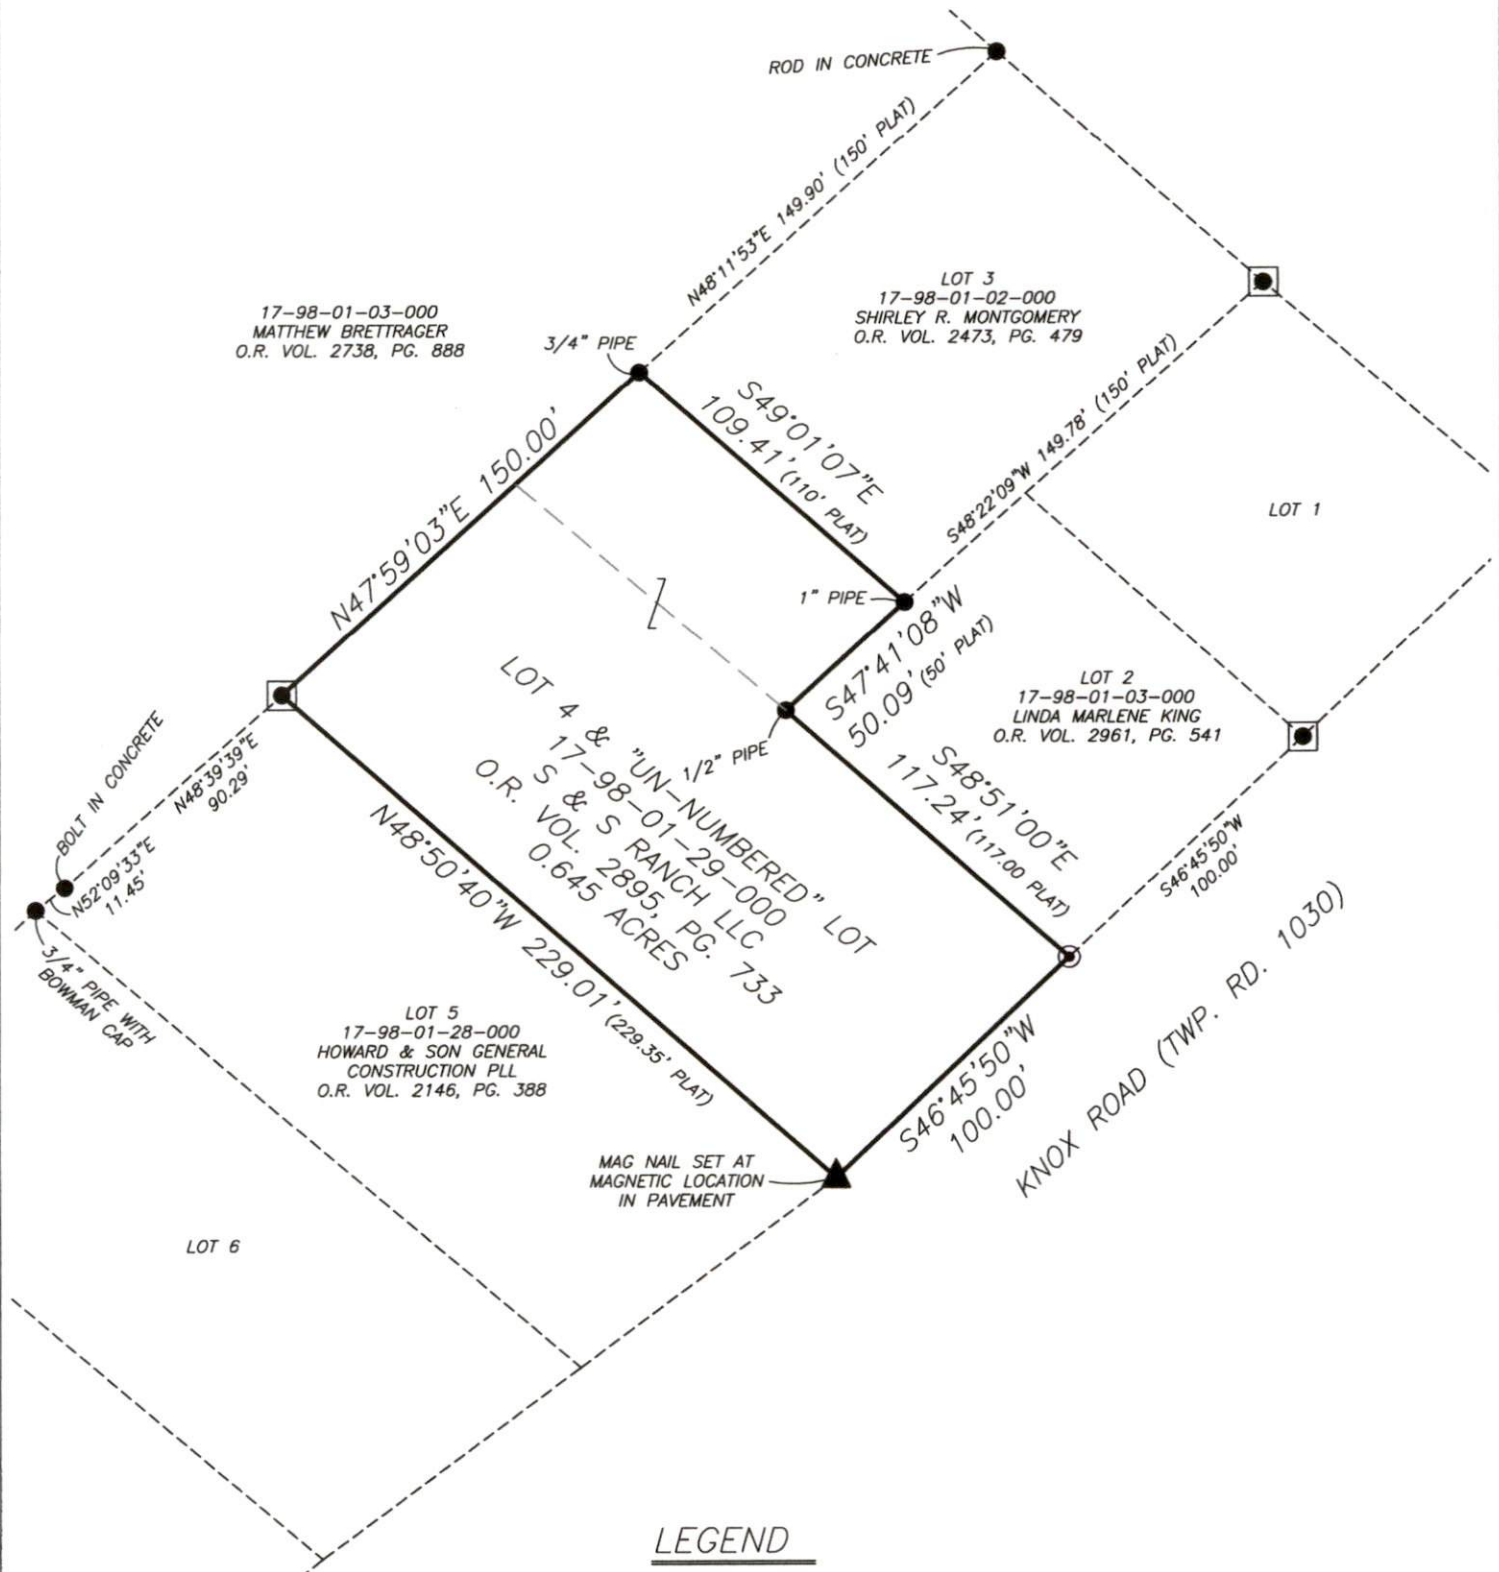 ROD IN CONCRETE
N48°11'53"E 149.90' (150' PLAT)
17-98-01-03-000
MATTHEW BRETTRAGER
O.R. VOL. 2738, PG. 888
LOT 3
17-98-01-02-000
SHIRLEY R. MONTGOMERY
O.R. VOL. 2473, PG. 479
3/4" PIPE
S49°01'07"E
109.41' (110' PLAT)
S48°22'09"W 149.78' (150' PLAT)
LOT 1
N47°59'03"E 150.00'
1" PIPE
S47°41'08"W
50.09' (50' PLAT)
LOT 2
17-98-01-03-000
LINDA MARLENE KING
O.R. VOL. 2961, PG. 541
1/2" PIPE
LOT 4 & "UN-NUMBERED" LOT
17-98-01-29-000
S & S RANCH LLC
O.R. VOL. 2895, PG. 733
0.645 ACRES
S48°51'00"E
117.24' (117.00 PLAT)
BOLT IN CONCRETE
N48°39'39"E
90.29'
N52°09'33"E
11.45'
3/4" PIPE WITH
BOWMAN CAP
N48°50'40"W 229.01' (229.35' PLAT)
S46°45'50"W
100.00'
LOT 5
17-98-01-28-000
HOWARD & SON GENERAL
CONSTRUCTION PLL
O.R. VOL. 2146, PG. 388
S46°45'50"W
100.00'
KNOX ROAD (TWP. RD. 1030)
MAG NAIL SET AT
MAGNETIC LOCATION
IN PAVEMENT
LOT 6
LEGEND